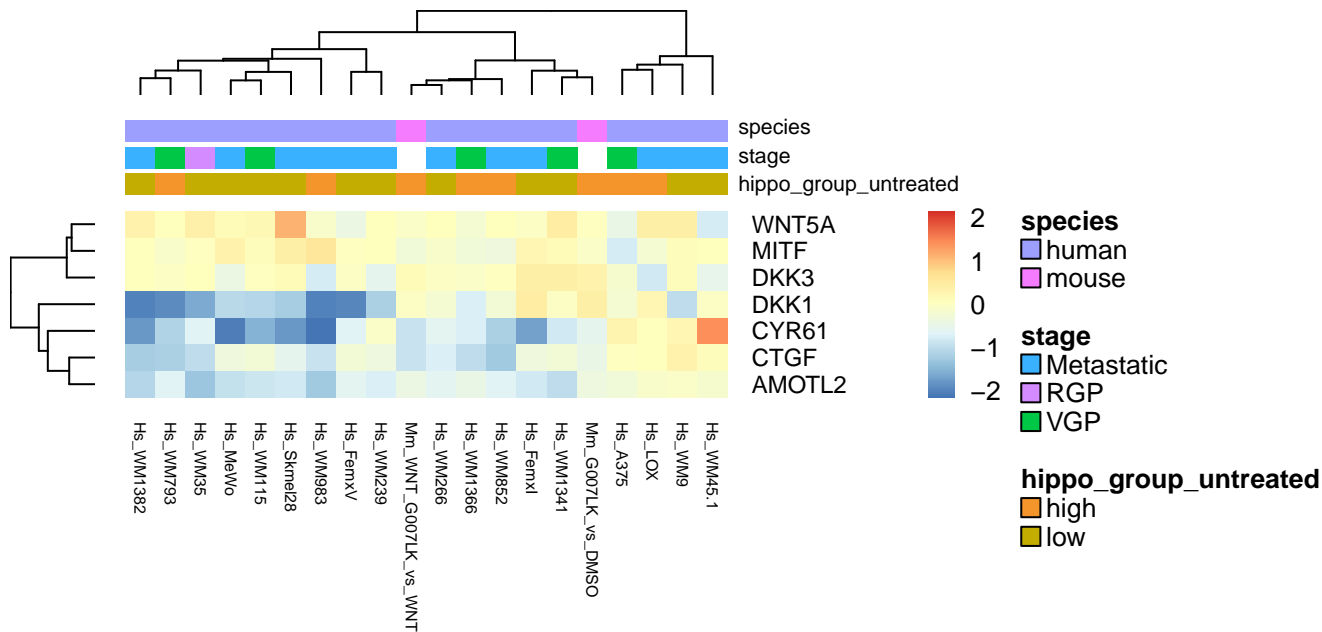 species
stage
hippo_group_untreated
WNT5A
MITF
DKK3
DKK1
CYR61
CTGF
AMOTL2
2
1
0
−1
−2
species
human
mouse
stage
Metastatic
RGP
VGP
hippo_group_untreated
high
low
Hs_WM1382
Hs_WM793
Hs_WM35
Hs_MeWo
Hs_WM115
Hs_Skmel28
Hs_WM983
Hs_FemxV
Hs_WM239
Mm_WNT_G007LK_vs_WNT
Hs_WM266
Hs_WM1366
Hs_WM852
Hs_FemxI
Hs_WM1341
Mm_G007LK_vs_DMSO
Hs_A375
Hs_LOX
Hs_WM9
Hs_WM45.1